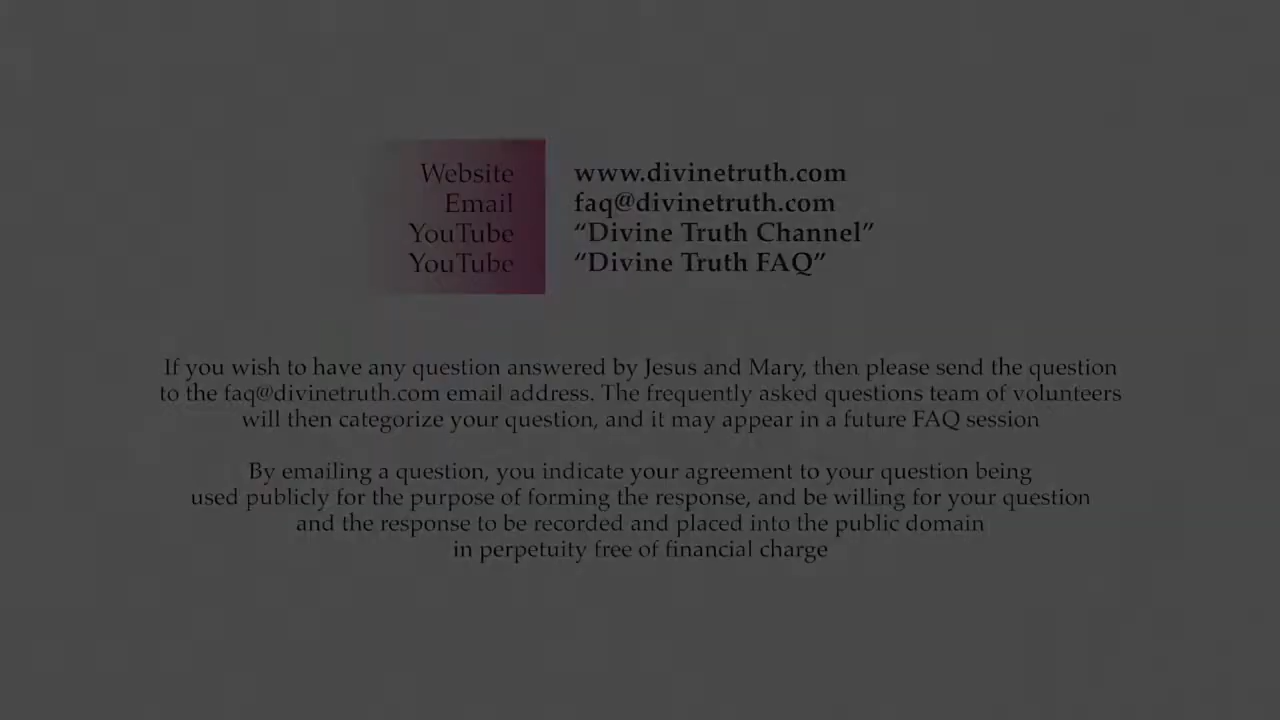 Website www.divinetruth.com
Email faq@divinetruth.com
YouTube “Divine Truth Channel”
YouTube “Divine Truth FAQ”
If you wish to have any question answered by Jesus and Mary, then please send the question
to the faq@divinetruth.com email address. The frequently asked questions team of volunteers
will then categorize your question, and it may appear in a future FAQ session
By emailing a question, you indicate your agreement to your question being
used publicly for the purpose of forming the response, and be willing for your question
and the response to be recorded and placed into the public domain
in perpetuity free of financial charge